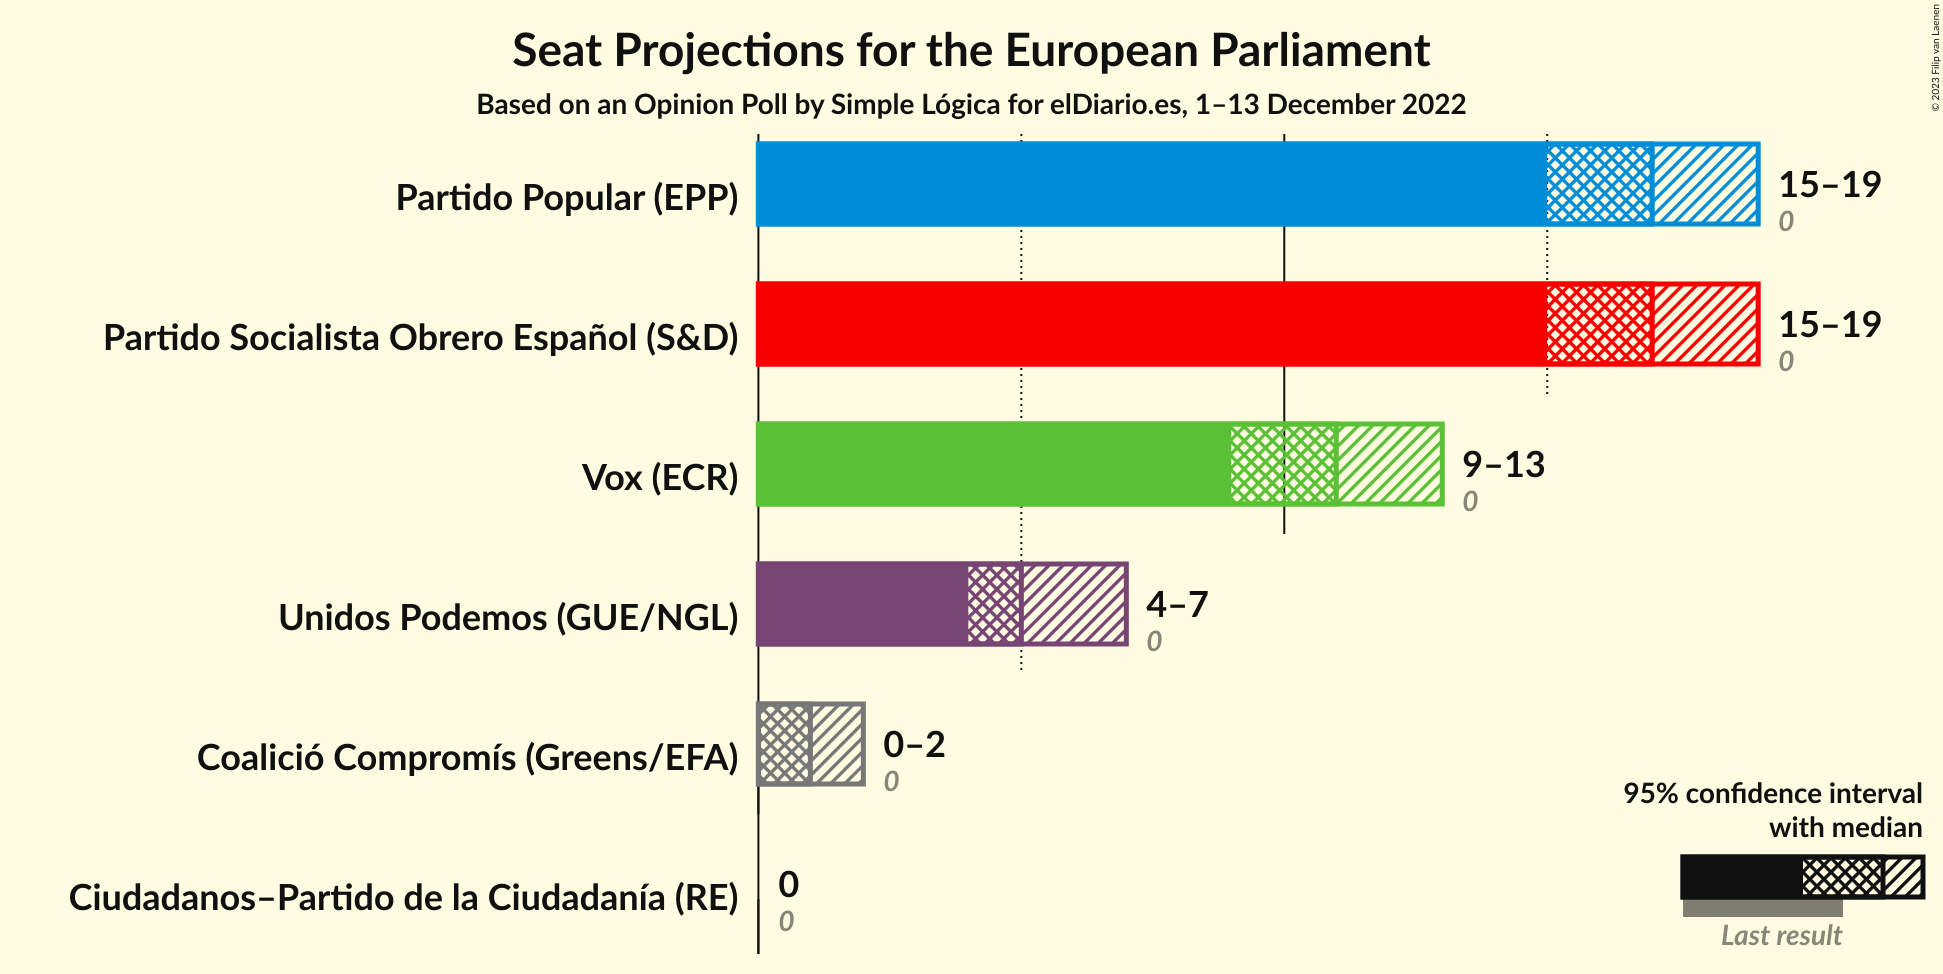 Seat Projections for the European Parliament
Based on an Opinion Poll by Simple Lógica for elDiario.es, 1–13 December 2022
© 2023 Filip van Laenen
Partido Popular (EPP)
15–19
0
Partido Socialista Obrero Español (S&D)
15–19
0
Vox (ECR)
9–13
0
Unidos Podemos (GUE/NGL)
4–7
0
Coalició Compromís (Greens/EFA)
0–2
0
Ciudadanos–Partido de la Ciudadanía (RE)
0
0
95% confidence interval
with median
Last result